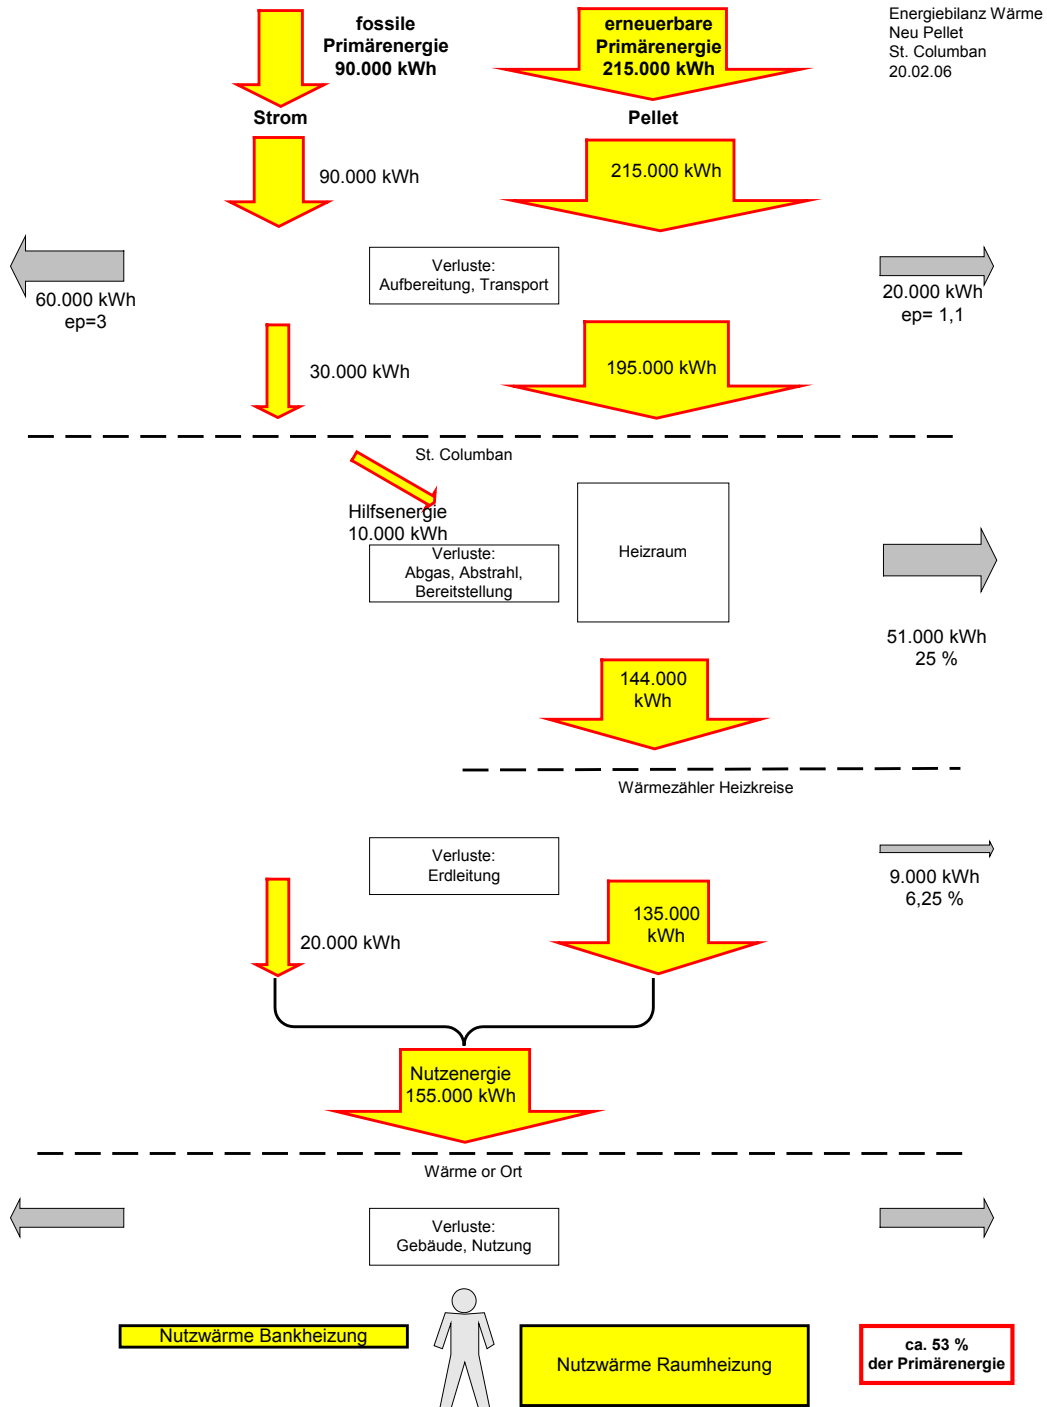 fossile
Primärenergie
90.000 kWh
erneuerbare
Primärenergie
215.000 kWh
Energiebilanz Wärme
Neu Pellet
St. Columban
20.02.06
Strom
Pellet
90.000 kWh
215.000 kWh
Verluste:
Aufbereitung, Transport
60.000 kWh
ep=3
20.000 kWh
ep= 1,1
30.000 kWh
195.000 kWh
St. Columban
Hilfsenergie
10.000 kWh
Verluste:
Abgas, Abstrahl,
Bereitstellung
Heizraum
51.000 kWh
25 %
144.000
kWh
Wärmezähler Heizkreise
Verluste:
Erdleitung
9.000 kWh
6,25 %
20.000 kWh
135.000
kWh
Nutzenergie
155.000 kWh
Wärme or Ort
Verluste:
Gebäude, Nutzung
Nutzwärme Bankheizung
Nutzwärme Raumheizung
ca. 53 %
der Primärenergie